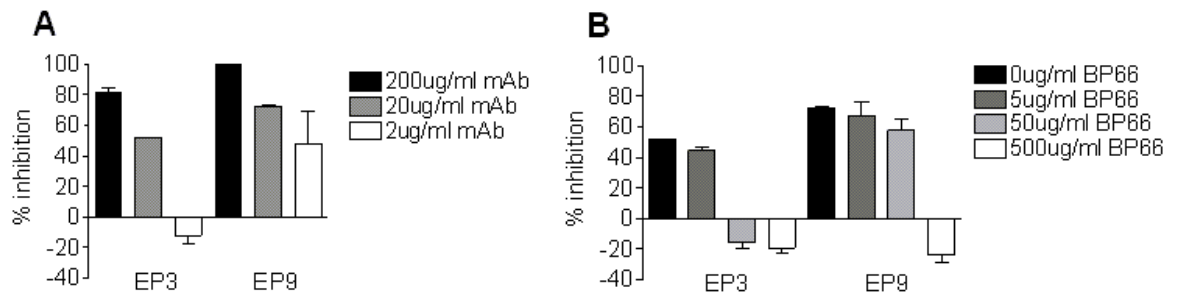 A
% inhibition
100
80
60
40
20
0
-20
-40
EP3 EP9
200ug/ml mAb
20ug/ml mAb
2ug/ml mAb
B
% inhibition
100
80
60
40
20
0
-20
-40
EP3 EP9
0ug/ml BP66
5ug/ml BP66
50ug/ml BP66
500ug/ml BP66